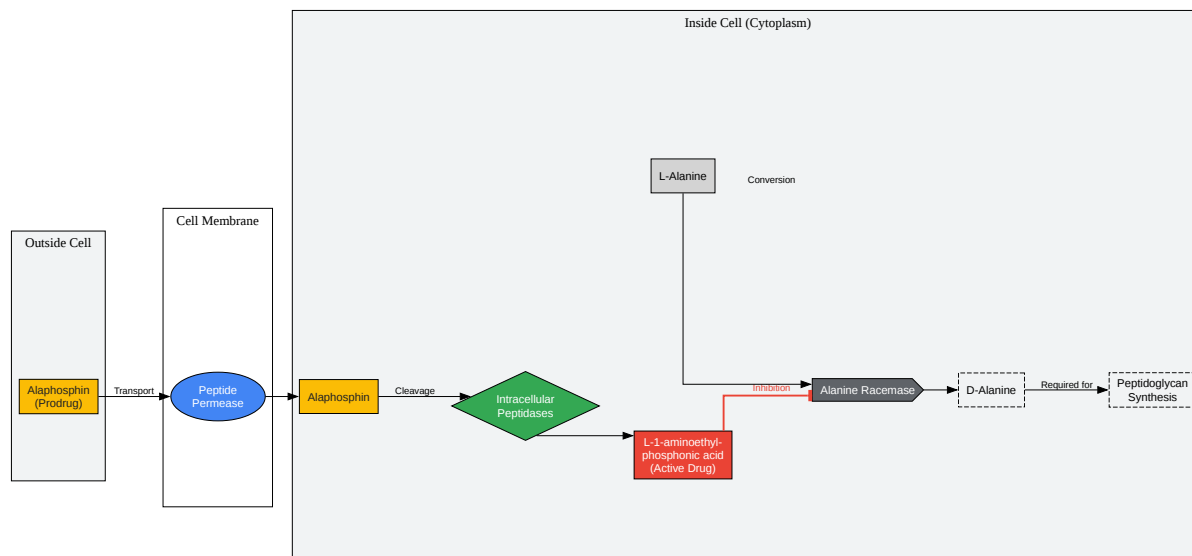 Inside Cell (Cytoplasm)
Cell Membrane
Outside Cell
L-Alanine
Conversion
Alaphosphin
(Prodrug)
Transport
Peptide
Permease
Alaphosphin
Cleavage
Intracellular
Peptidases
L-1-aminoethyl-
phosphonic acid
(Active Drug)
Inhibition
Alanine Racemase
D-Alanine
Required for
Peptidoglycan
Synthesis